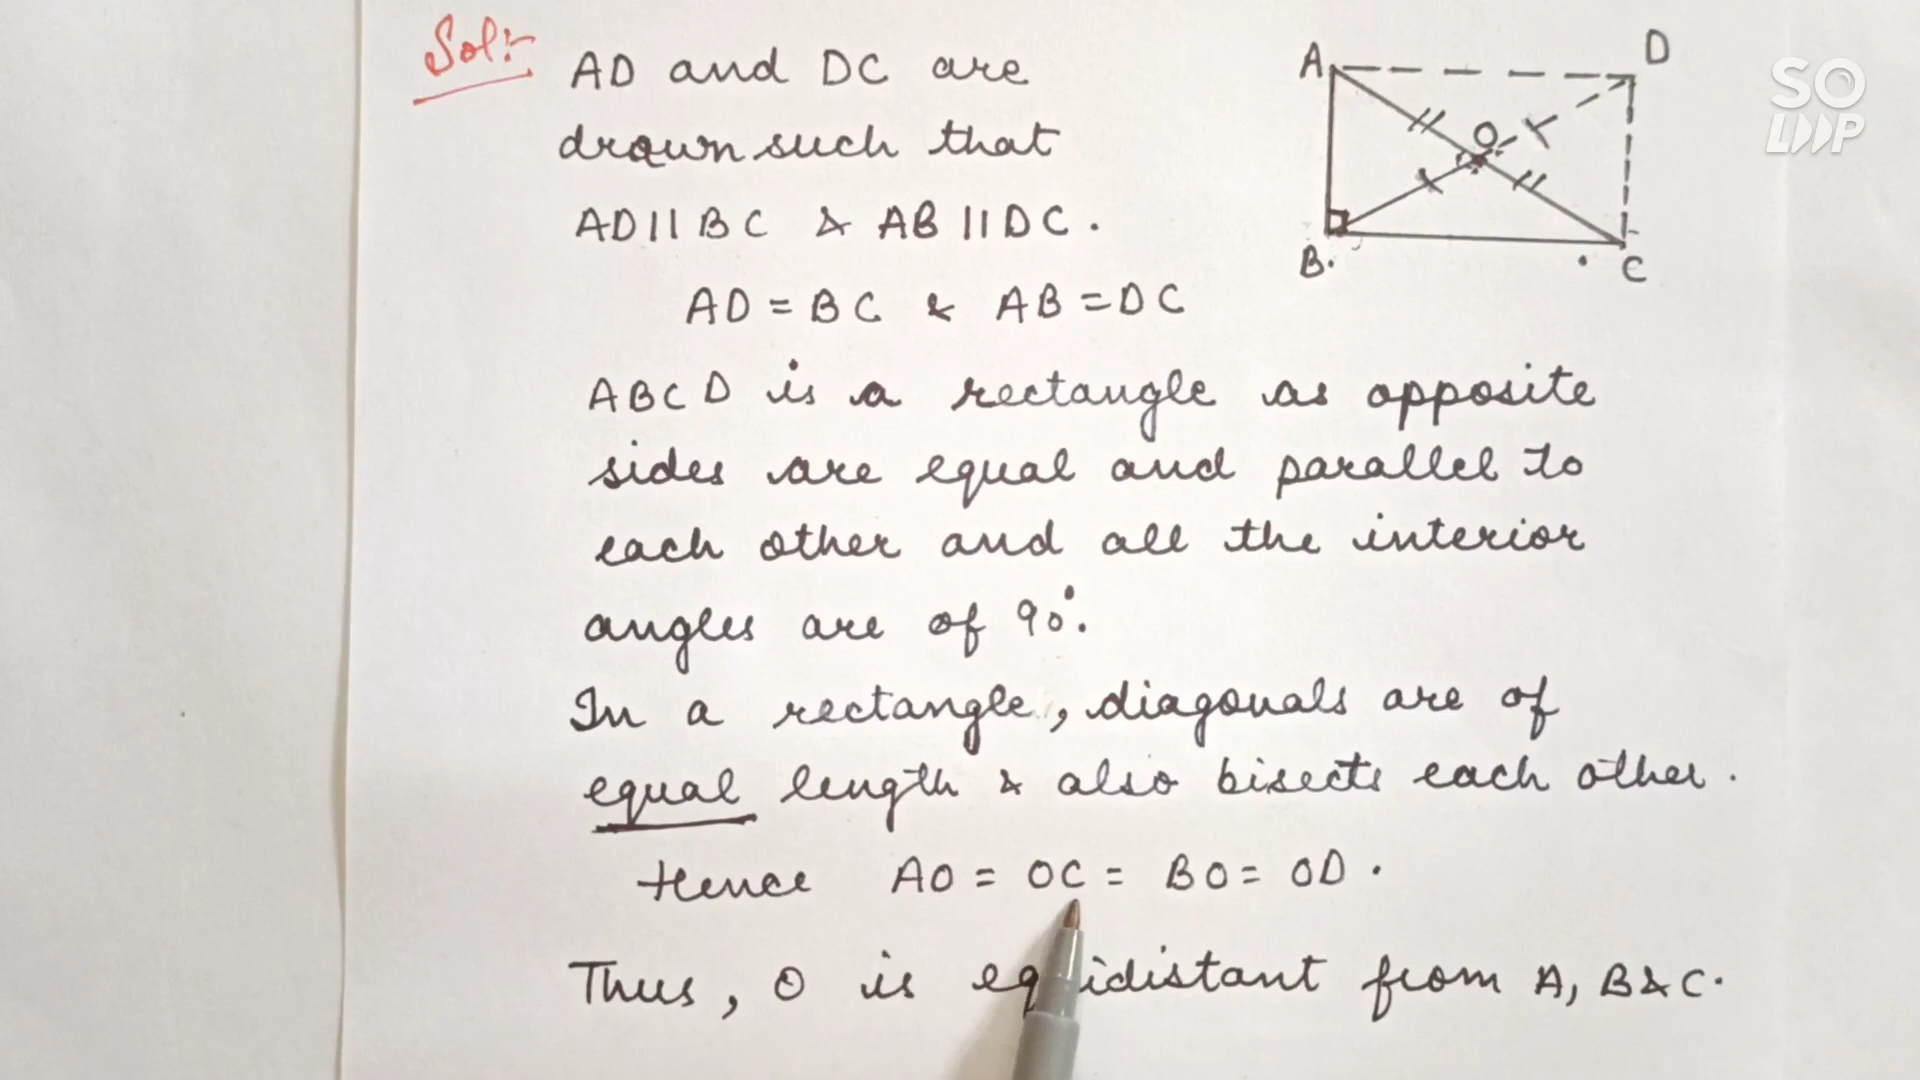 Sol:-
AD and DC are
drawn such that
AD || BC & AB || DC.
AD = BC & AB = DC
ABCD is a rectangle as opposite
sides are equal and parallel to
each other and all the interior
angles are of 90°.
In a rectangle, diagonals are of
equal length & also bisects each other.
Hence AO = OC = BO = OD.
Thus, O is equidistant from A, B & C.
A
D
O
B
C
SO
LOOP